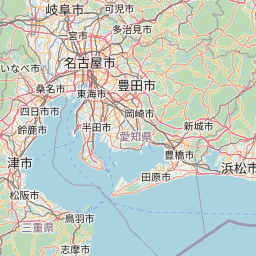 岐阜市
可児市
一宮市
多治見市
いなべ市
名古屋市
豊田市
桑名市
東海市
四日市市
岡崎市
半田市
新城市
鈴鹿市
愛知県
豊橋市
津市
浜松市
田原市
松阪市
鳥羽市
三重県
志摩市